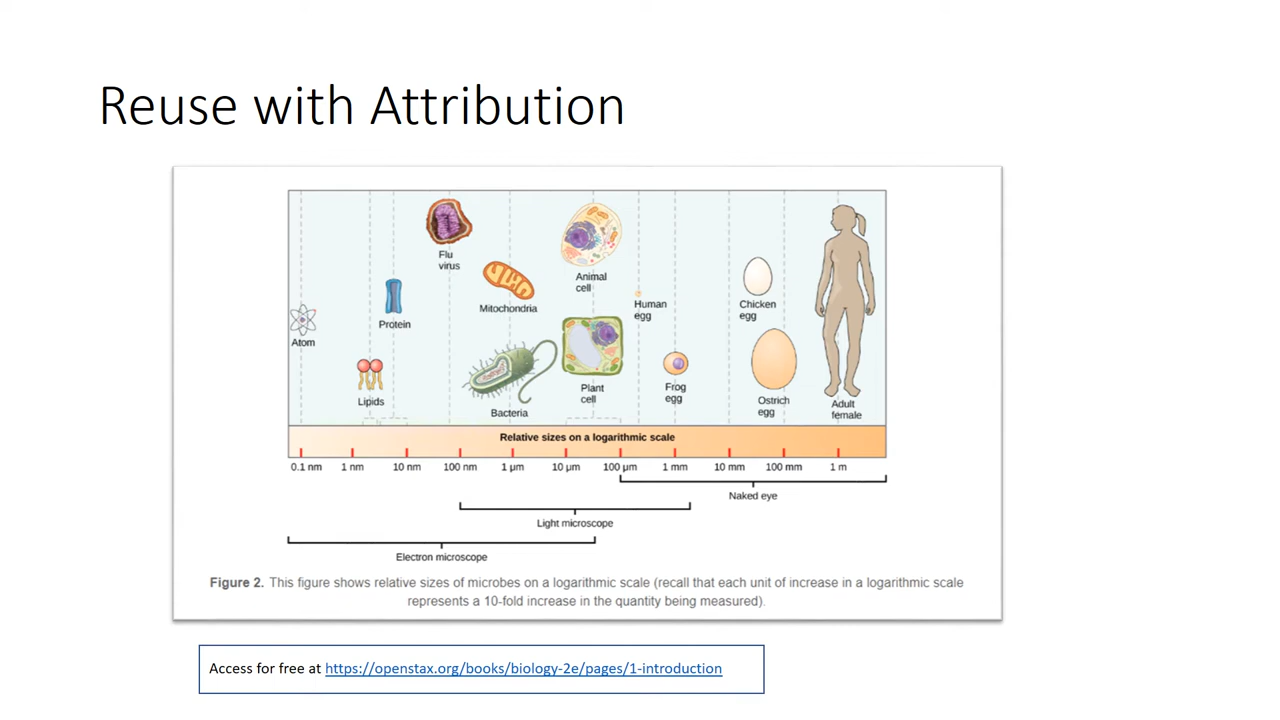 Reuse with Attribution
Flu
virus
Animal
cell
Mitochondria
Human
egg
Chicken
egg
Protein
Atom
Lipids
Bacteria
Plant
cell
Frog
egg
Ostrich
egg
Adult
female
Relative sizes on a logarithmic scale
0.1 nm 1 nm 10 nm 100 nm 1 µm 10 µm 100 µm 1 mm 10 mm 100 mm 1 m
Naked eye
Light microscope
Electron microscope
Figure 2. This figure shows relative sizes of microbes on a logarithmic scale (recall that each unit of increase in a logarithmic scale
represents a 10-fold increase in the quantity being measured).
Access for free at https://openstax.org/books/biology-2e/pages/1-introduction